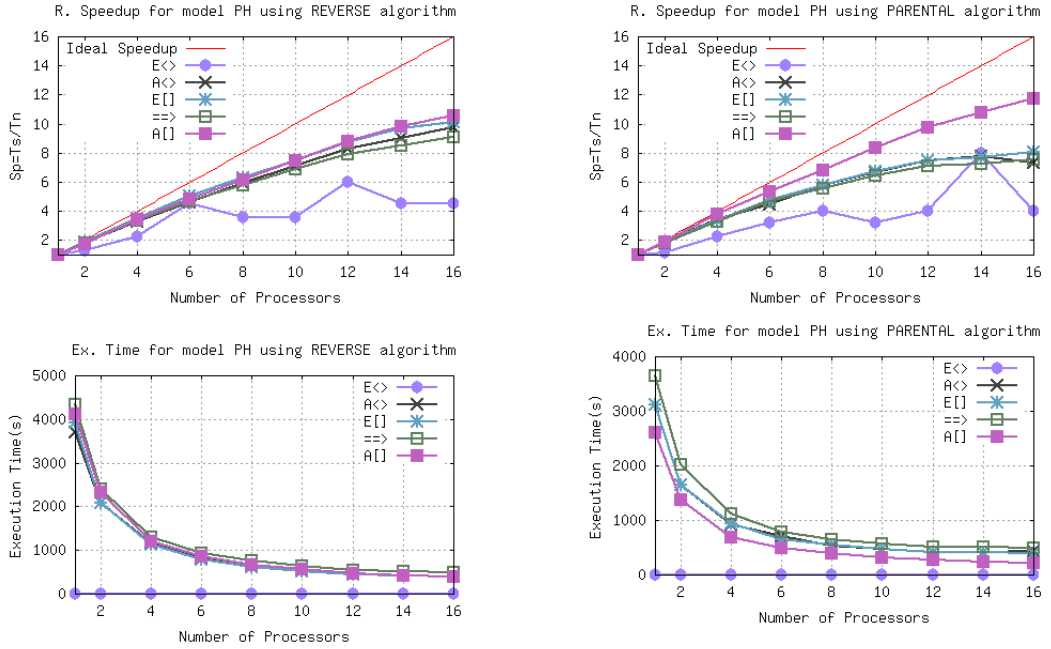 R. Speedup for model PH using REVERSE algorithm
16
14
12
10
8
6
4
2
Sp=Ts/Tn
Ideal Speedup
E<>
A<>
E[]
==>
A[]
2 4 6 8 10 12 14 16
Number of Processors
R. Speedup for model PH using PARENTAL algorithm
16
14
12
10
8
6
4
2
Sp=Ts/Tn
Ideal Speedup
E<>
A<>
E[]
==>
A[]
2 4 6 8 10 12 14 16
Number of Processors
Ex. Time for model PH using REVERSE algorithm
5000
4000
3000
2000
1000
0
Execution Time(s)
E<>
A<>
E[]
==>
A[]
2 4 6 8 10 12 14 16
Number of Processors
Ex. Time for model PH using PARENTAL algorithm
4000
3000
2000
1000
0
Execution Time(s)
E<>
A<>
E[]
==>
A[]
2 4 6 8 10 12 14 16
Number of Processors